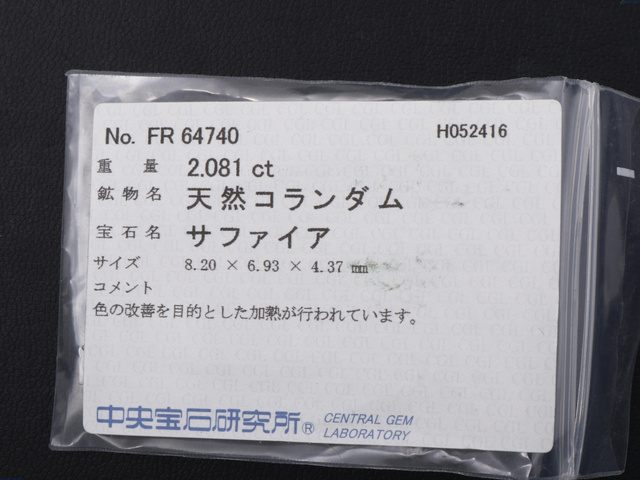 No. FR 64740 H052416
重量 2.081 ct
鉱物名 天然コランダム
宝石名 サファイア
サイズ 8.20 × 6.93 × 4.37 ㎜
コメント
色の改善を目的とした加熱が行われています。
中央宝石研究所® CENTRAL GEM
LABORATORY